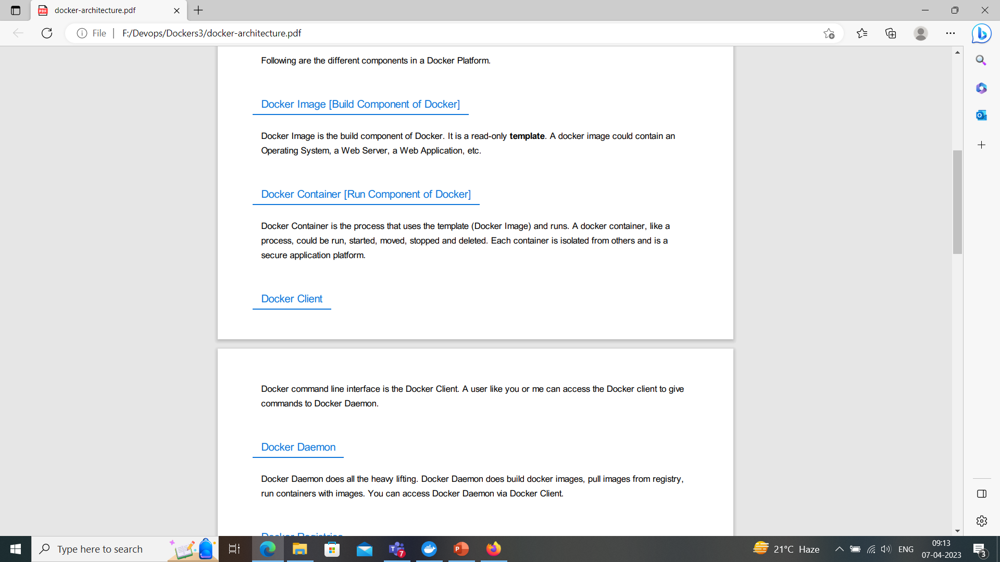 docker-architecture.pdf
File
F:/Devops/Dockers3/docker-architecture.pdf
Following are the different components in a Docker Platform.
Docker Image [Build Component of Docker]
Docker Image is the build component of Docker. It is a read-only template. A docker image could contain an
Operating System, a Web Server, a Web Application, etc.
Docker Container [Run Component of Docker]
Docker Container is the process that uses the template (Docker Image) and runs. A docker container, like a
process, could be run, started, moved, stopped and deleted. Each container is isolated from others and is a
secure application platform.
Docker Client
Docker command line interface is the Docker Client. A user like you or me can access the Docker client to give
commands to Docker Daemon.
Docker Daemon
Docker Daemon does all the heavy lifting. Docker Daemon does build docker images, pull images from registry,
run containers with images. You can access Docker Daemon via Docker Client.
Docker Registries
Type here to search
7
21°C Haze
ENG
09:13
07-04-2023
3